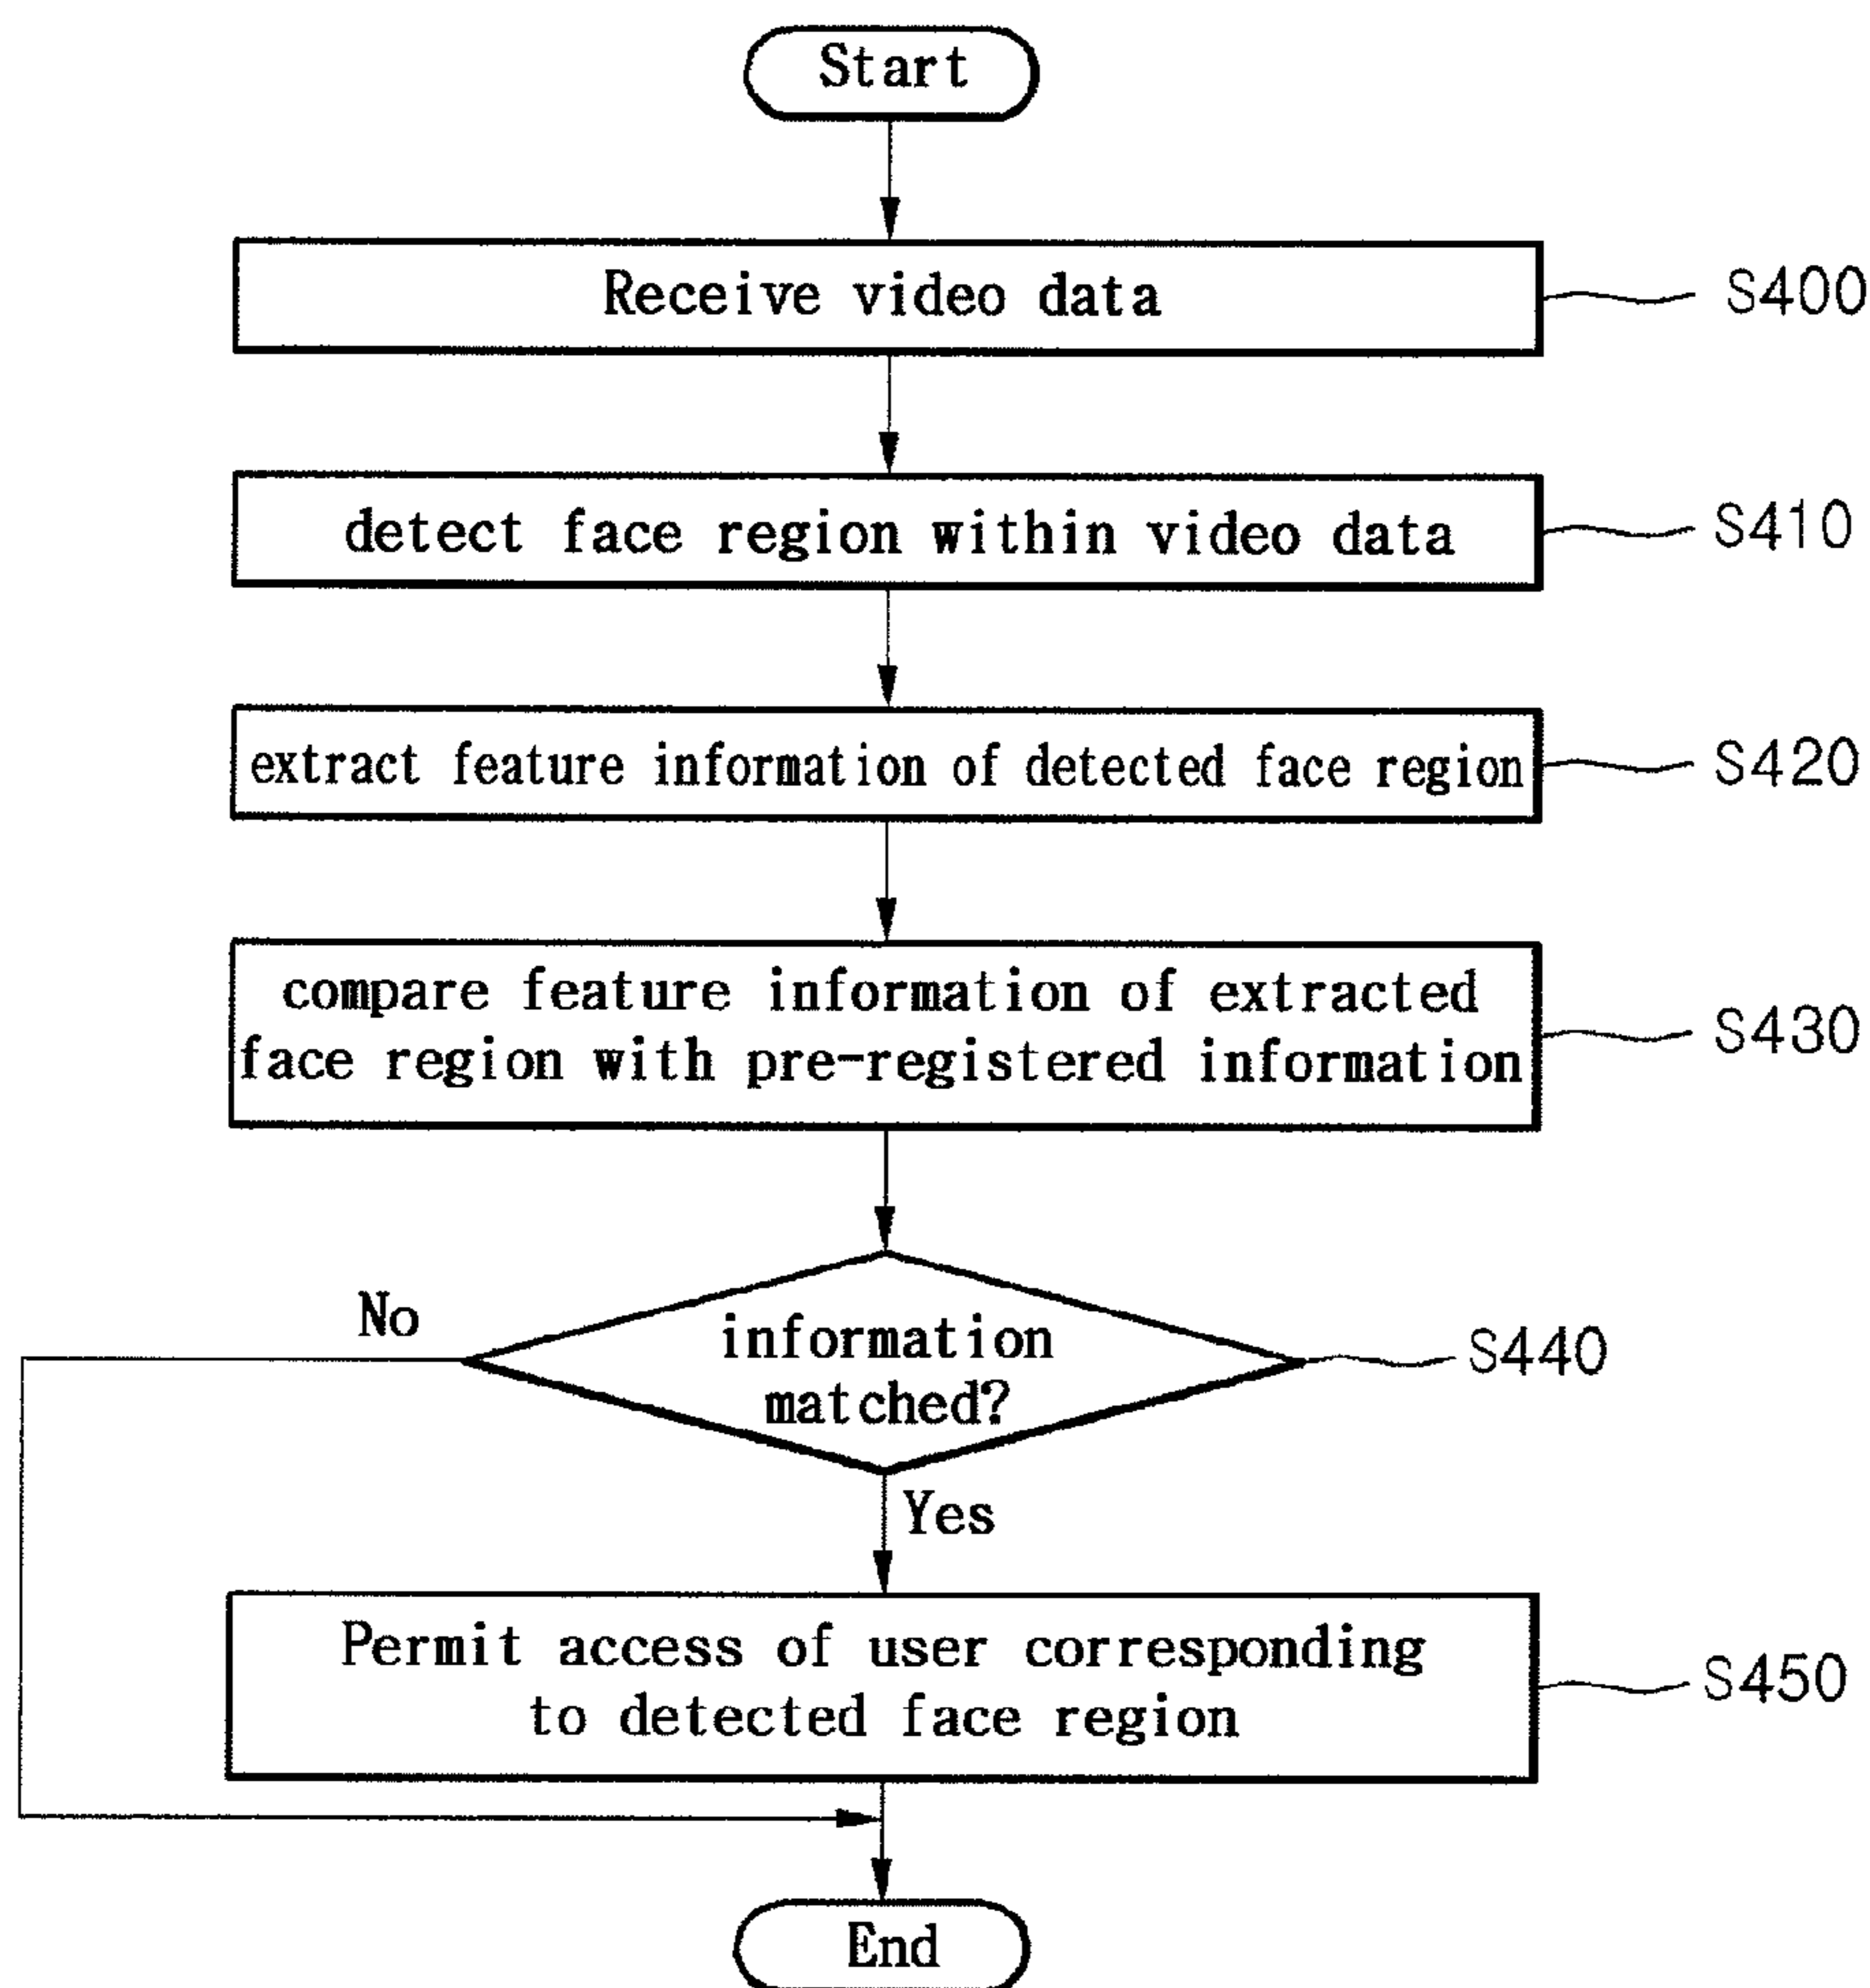 Start
Receive video data
S400
detect face region within video data
S410
extract feature information of detected face region
S420
compare feature information of extracted
face region with pre-registered information
S430
No
information
matched?
S440
Yes
Permit access of user corresponding
to detected face region
S450
End